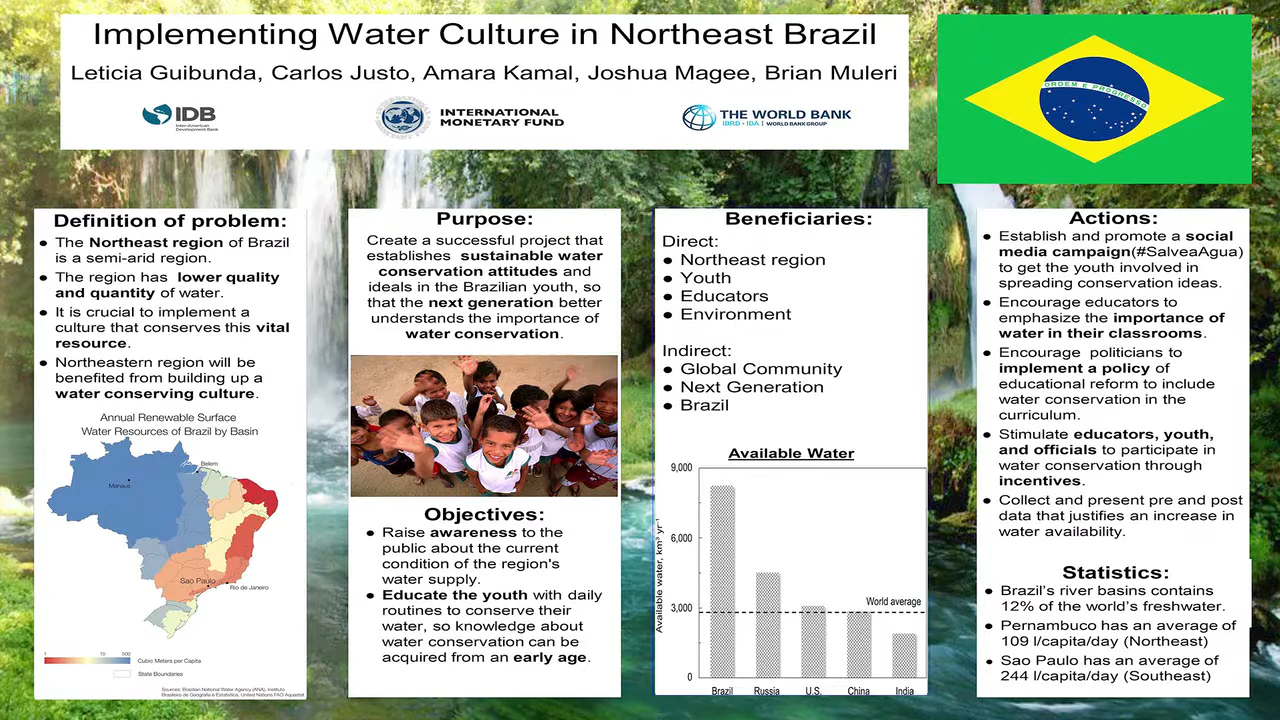 Implementing Water Culture in Northeast Brazil
Leticia Guibunda, Carlos Justo, Amara Kamal, Joshua Magee, Brian Muleri
IDB
Inter-American
Development Bank
INTERNATIONAL
MONETARY FUND
THE WORLD BANK
IBRD • IDA | WORLD BANK GROUP
ORDEM E PROGRESSO
Definition of problem:
● The Northeast region of Brazil
is a semi-arid region.
● The region has lower quality
and quantity of water.
● It is crucial to implement a
culture that conserves this vital
resource.
● Northeastern region will be
benefited from building up a
water conserving culture.
Annual Renewable Surface
Water Resources of Brazil by Basin
Belem
Manaus
Sao Paulo
Rio de Janeiro
1 10 500
Cubic Meters per Capita
State Boundaries
Sources: Brazilian National Water Agency (ANA), Instituto
Brasileiro de Geografia e Estatistica, United Nations FAO Aquastat
Purpose:
Create a successful project that
establishes sustainable water
conservation attitudes and
ideals in the Brazilian youth, so
that the next generation better
understands the importance of
water conservation.
Objectives:
● Raise awareness to the
public about the current
condition of the region's
water supply.
● Educate the youth with daily
routines to conserve their
water, so knowledge about
water conservation can be
acquired from an early age.
Beneficiaries:
Direct:
● Northeast region
● Youth
● Educators
● Environment
Indirect:
● Global Community
● Next Generation
● Brazil
Available Water
Available water, km³ yr⁻¹
9,000
6,000
3,000
0
World average
Brazil Russia U.S. China India
Actions:
● Establish and promote a social
media campaign(#SalveaAgua)
to get the youth involved in
spreading conservation ideas.
● Encourage educators to
emphasize the importance of
water in their classrooms.
● Encourage politicians to
implement a policy of
educational reform to include
water conservation in the
curriculum.
● Stimulate educators, youth,
and officials to participate in
water conservation through
incentives.
● Collect and present pre and post
data that justifies an increase in
water availability.
Statistics:
● Brazil's river basins contains
12% of the world's freshwater.
● Pernambuco has an average of
109 l/capita/day (Northeast)
● Sao Paulo has an average of
244 l/capita/day (Southeast)